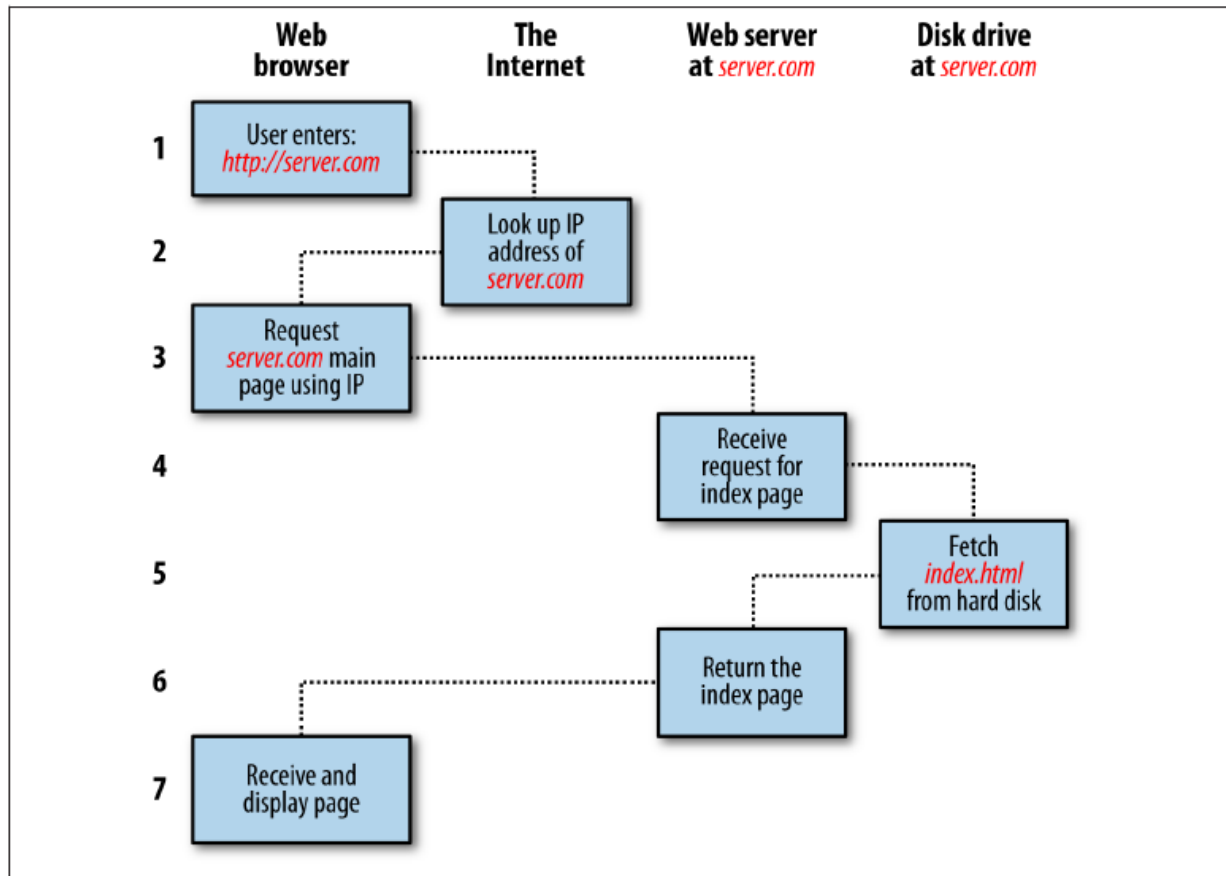 Web
browser
The
Internet
Web server
at server.com
Disk drive
at server.com
1
User enters:
http://server.com
2
Look up IP
address of
server.com
3
Request
server.com main
page using IP
4
Receive
request for
index page
5
Fetch
index.html
from hard disk
6
Return the
index page
7
Receive and
display page